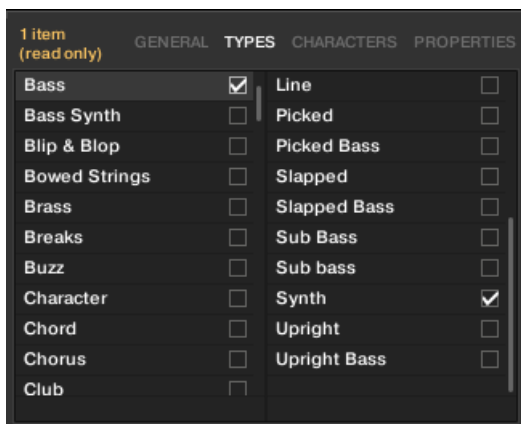 1 item
(read only)
GENERAL TYPES CHARACTERS PROPERTIES
Bass
Bass Synth
Blip & Blop
Bowed Strings
Brass
Breaks
Buzz
Character
Chord
Chorus
Club
Line
Picked
Picked Bass
Slapped
Slapped Bass
Sub Bass
Sub bass
Synth
Upright
Upright Bass